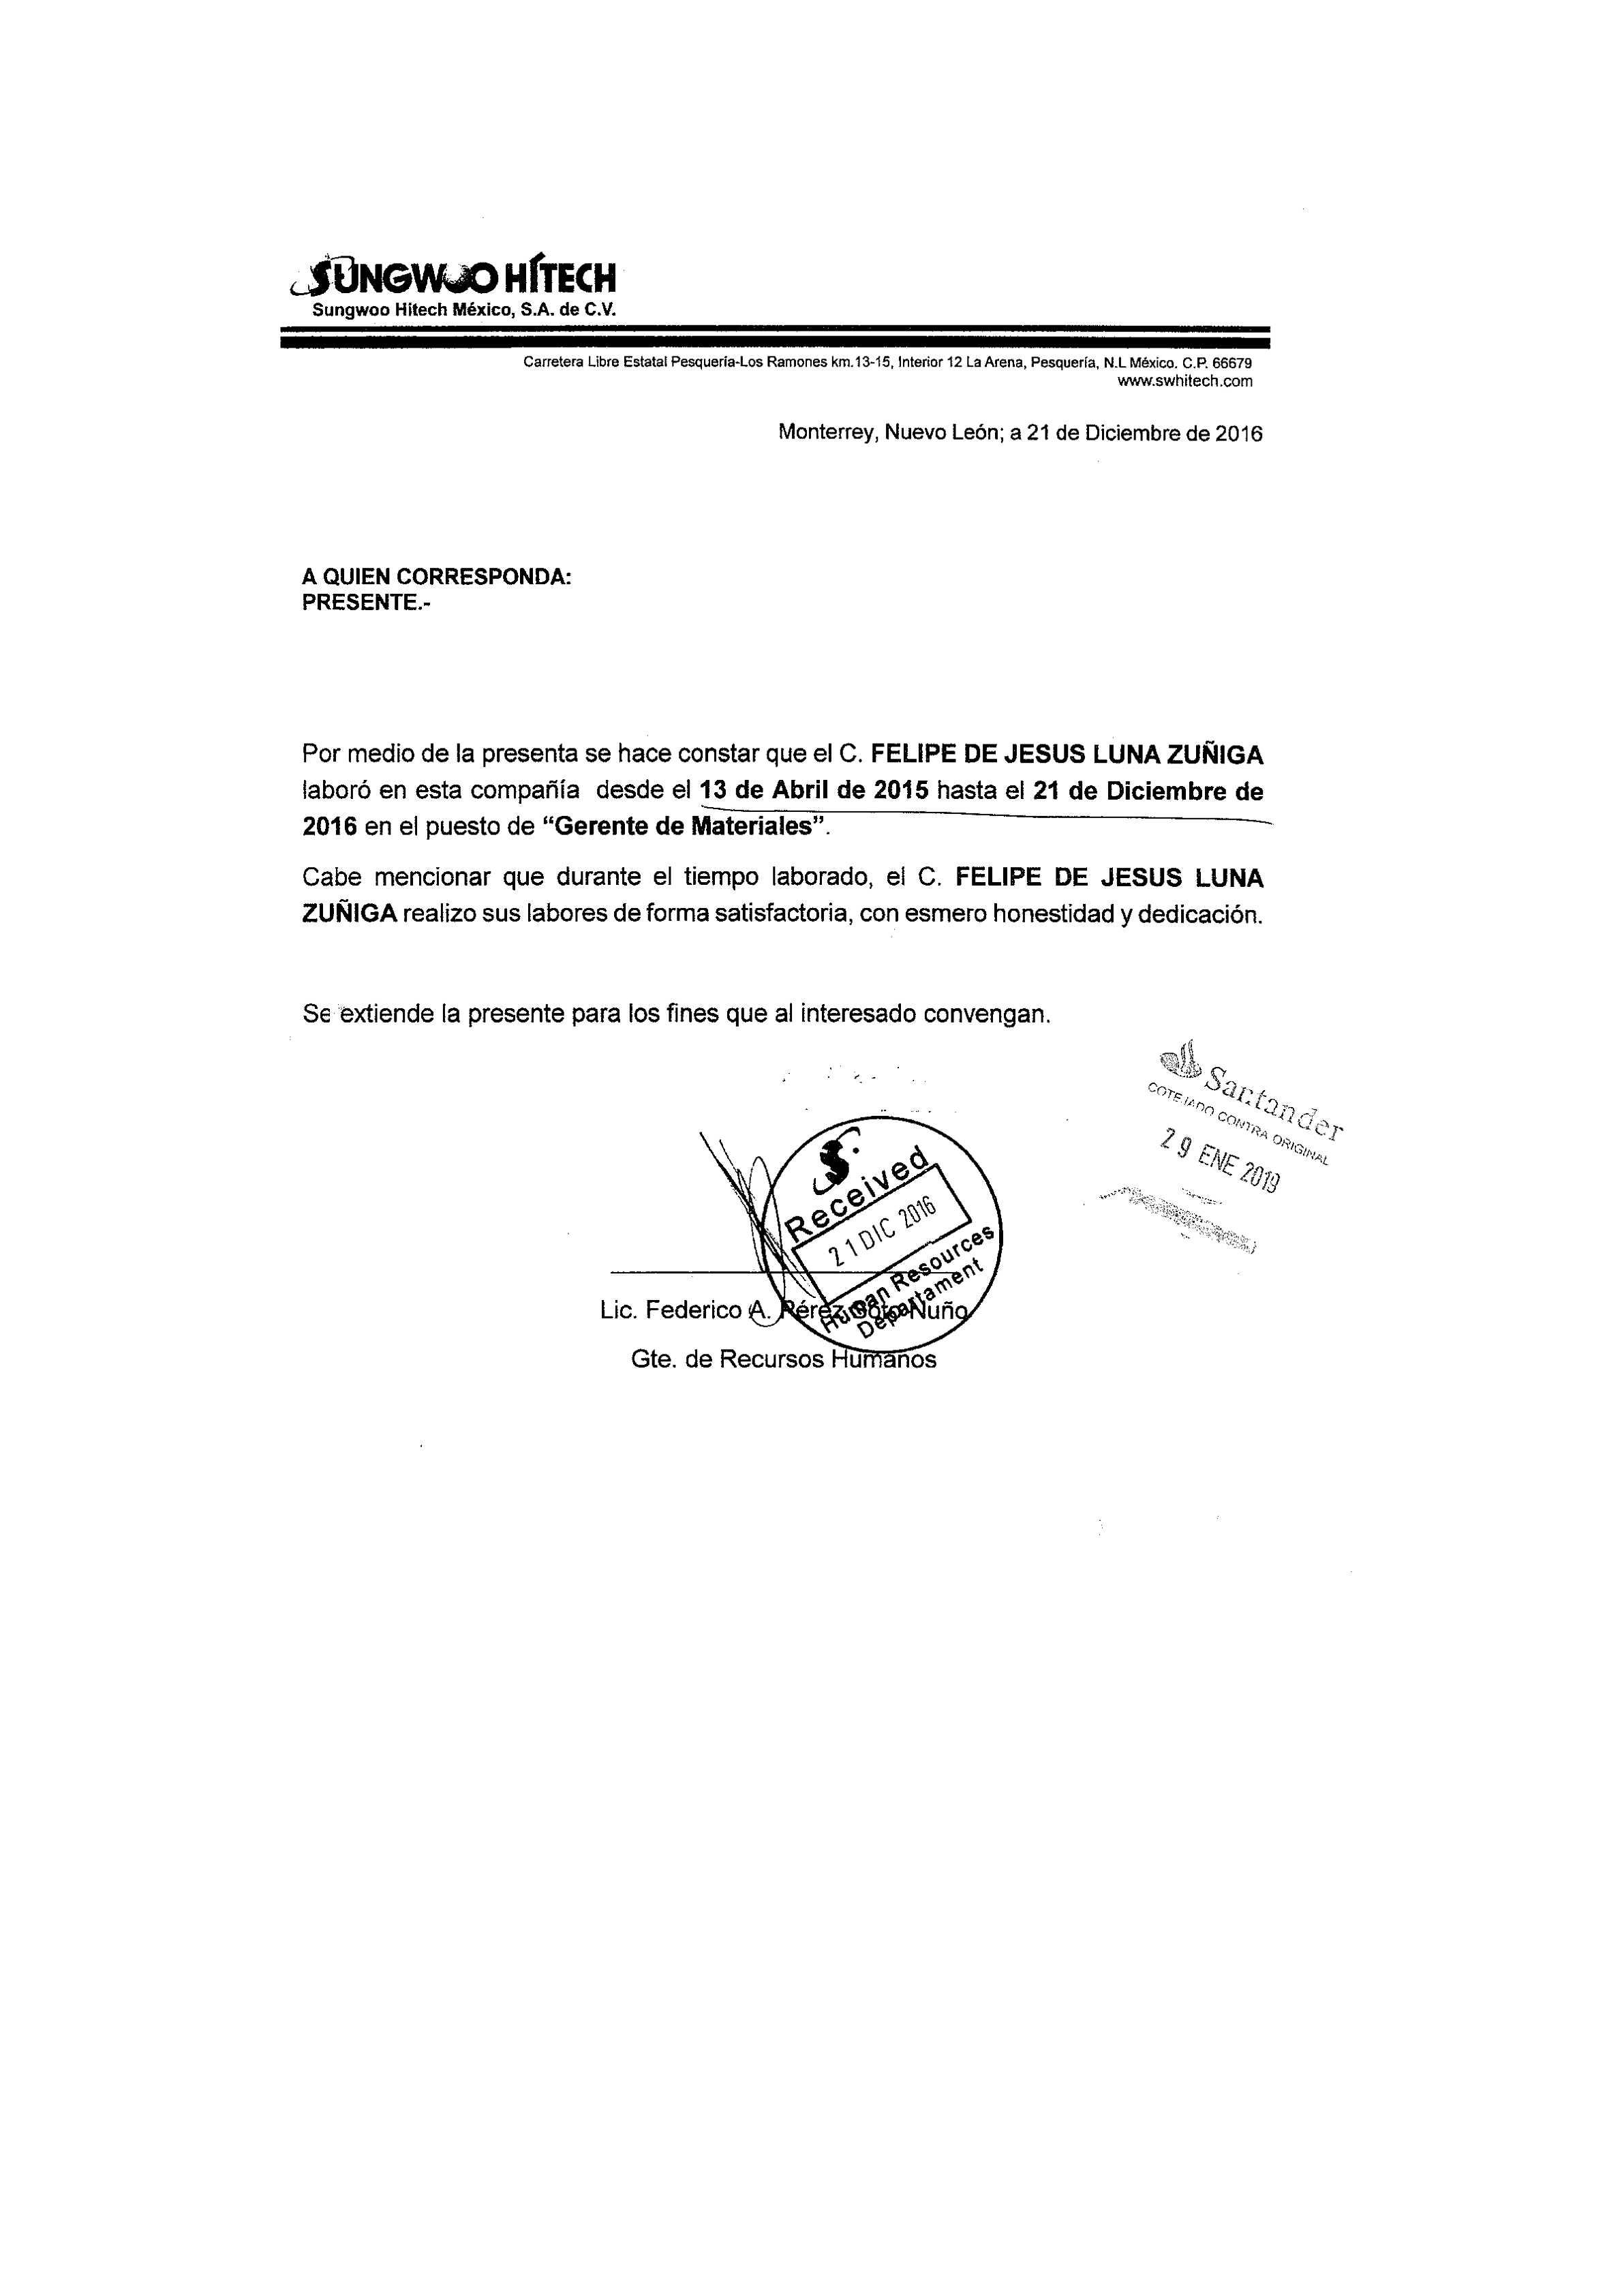 SUNGWOO HITECH
Sungwoo Hitech México, S.A. de C.V.
Carretera Libre Estatal Pesquería-Los Ramones km.13-15, Interior 12 La Arena, Pesquería, N.L México. C.P. 66679
www.swhitech.com
Monterrey, Nuevo León; a 21 de Diciembre de 2016
A QUIEN CORRESPONDA:
PRESENTE.-
Por medio de la presenta se hace constar que el C. FELIPE DE JESUS LUNA ZUÑIGA
laboró en esta compañía desde el 13 de Abril de 2015 hasta el 21 de Diciembre de
2016 en el puesto de “Gerente de Materiales”.
Cabe mencionar que durante el tiempo laborado, el C. FELIPE DE JESUS LUNA
ZUÑIGA realizo sus labores de forma satisfactoria, con esmero honestidad y dedicación.
Se extiende la presente para los fines que al interesado convengan.
Santander
COTEJADO CONTRA ORIGINAL
29 ENE 2019
Received
21 DIC 2016
Human Resources
Departament
Lic. Federico A. Pérez Soto Nuño
Gte. de Recursos Humanos